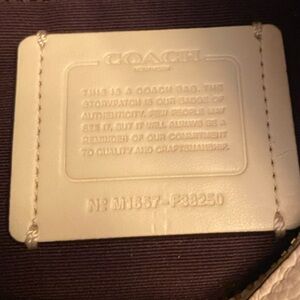 COACH
THIS IS A COACH BAG. THE
STORYPATCH IS OUR BADGE OF
AUTHENTICITY. FEW PEOPLE MAY
SEE IT, BUT IT WILL ALWAYS BE A
REMINDER OF OUR COMMITMENT
TO QUALITY AND CRAFTSMANSHIP.
Nº M1667-F38250